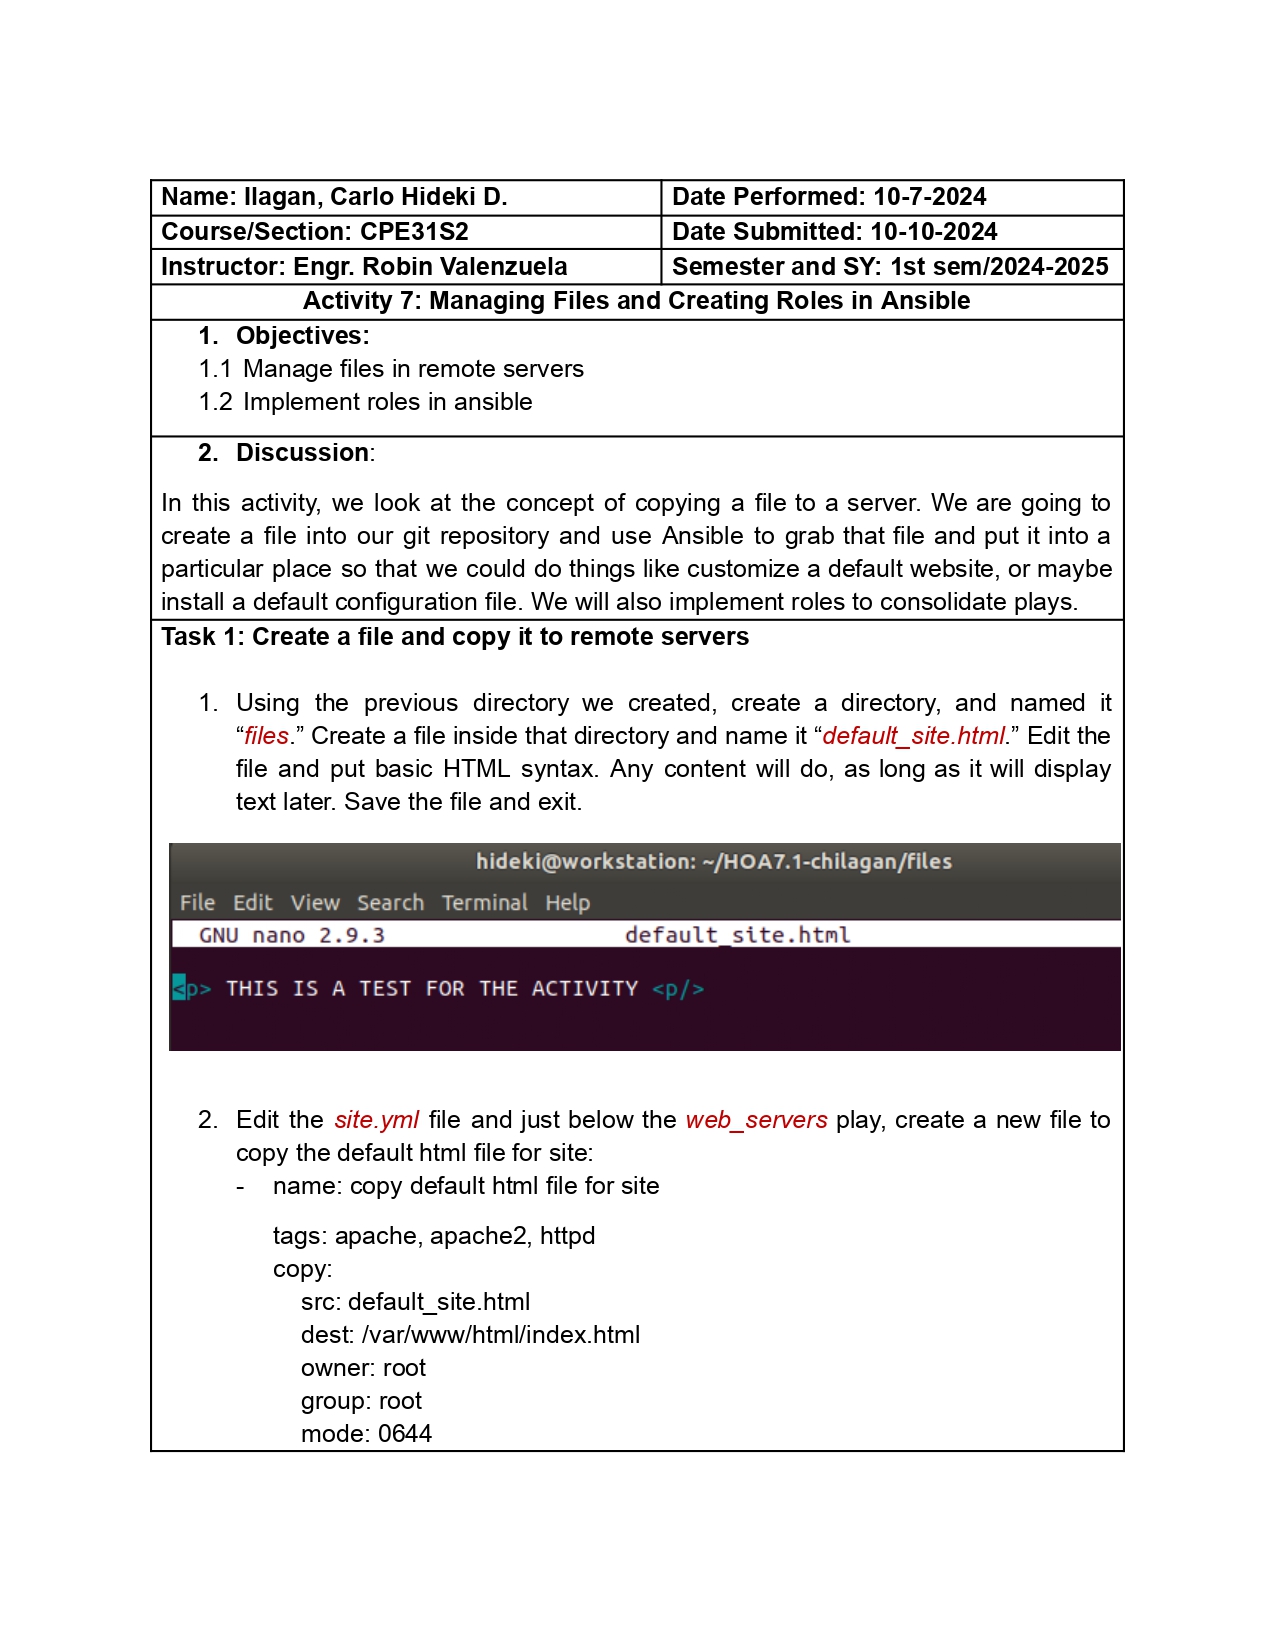 Name: Ilagan, Carlo Hideki D. Date Performed: 10-7-2024
Course/Section: CPE31S2 Date Submitted: 10-10-2024
Instructor: Engr. Robin Valenzuela Semester and SY: 1st sem/2024-2025
Activity 7: Managing Files and Creating Roles in Ansible
1. Objectives:
1.1 Manage files in remote servers
1.2 Implement roles in ansible
2. Discussion:
In this activity, we look at the concept of copying a file to a server. We are going to
create a file into our git repository and use Ansible to grab that file and put it into a
particular place so that we could do things like customize a default website, or maybe
install a default configuration file. We will also implement roles to consolidate plays.
Task 1: Create a file and copy it to remote servers
1. Using the previous directory we created, create a directory, and named it
“files.” Create a file inside that directory and name it “default_site.html.” Edit the
file and put basic HTML syntax. Any content will do, as long as it will display
text later. Save the file and exit.
hideki@workstation: ~/HOA7.1-chilagan/files
File Edit View Search Terminal Help
GNU nano 2.9.3 default_site.html
<p> THIS IS A TEST FOR THE ACTIVITY <p/>
2. Edit the site.yml file and just below the web_servers play, create a new file to
copy the default html file for site:
- name: copy default html file for site
tags: apache, apache2, httpd
copy:
src: default_site.html
dest: /var/www/html/index.html
owner: root
group: root
mode: 0644